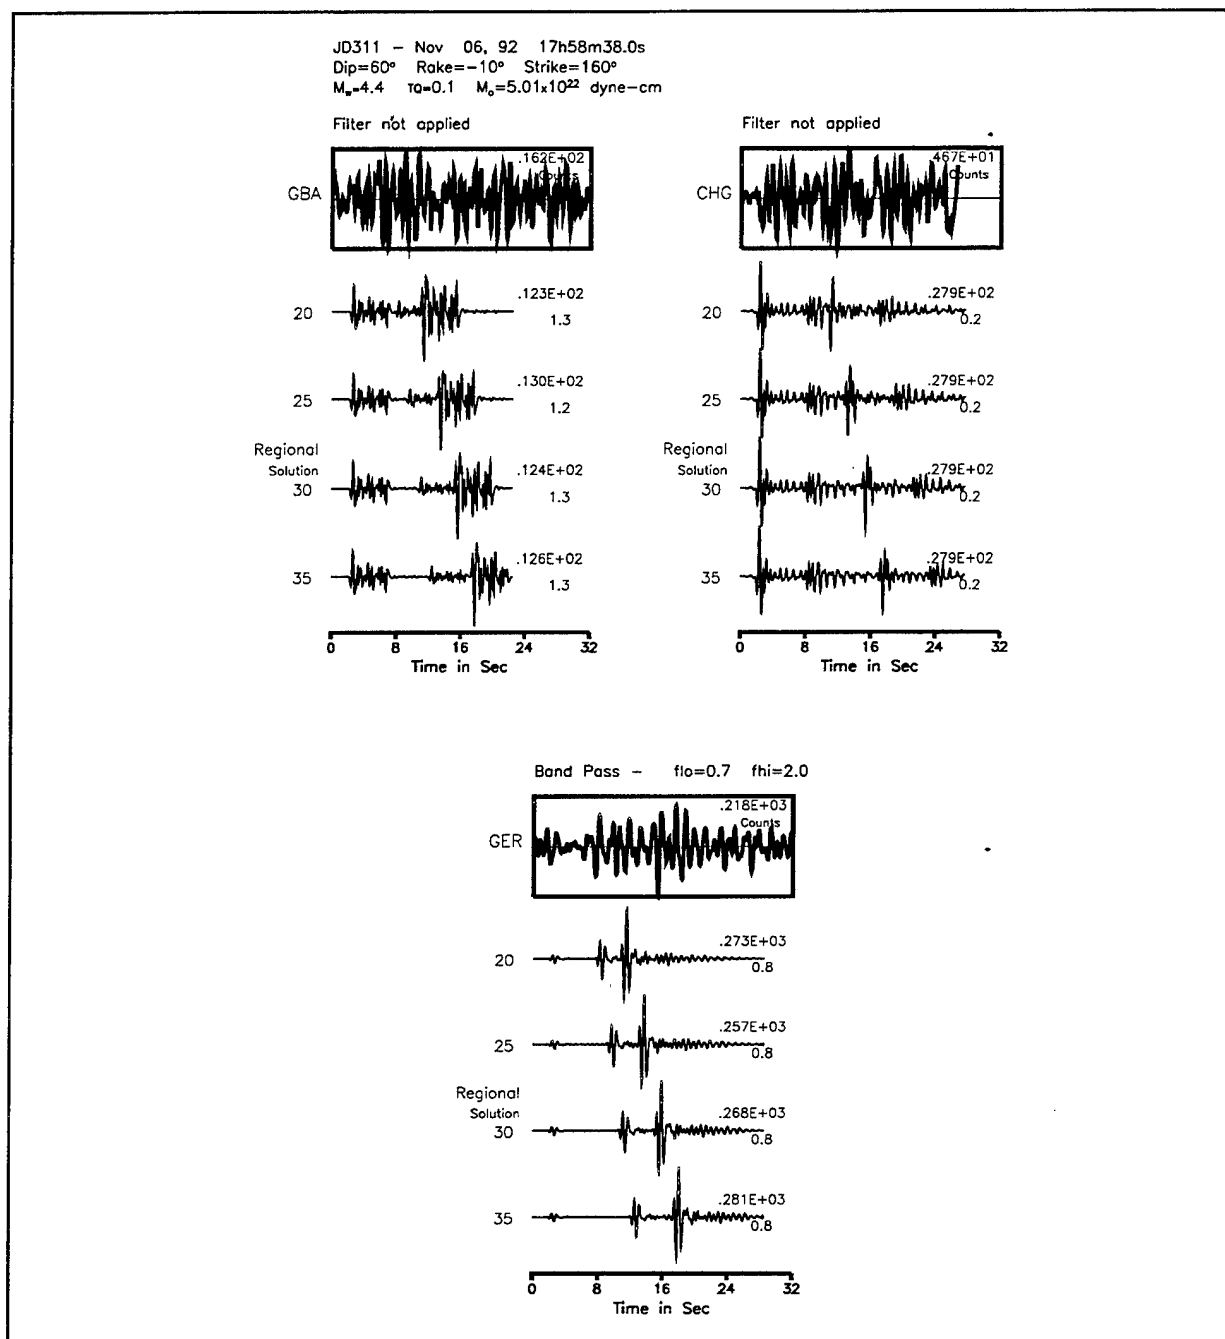 JD311 – Nov 06, 92 17h58m38.0s
Dip=60° Rake=–10° Strike=160°
Mw=4.4 TQ=0.1 Mo=5.01x10²² dyne–cm
Filter not applied
GBA
.162E+02
Counts
20
.123E+02
1.3
25
.130E+02
1.2
Regional
Solution
30
.124E+02
1.3
35
.126E+02
1.3
0 8 16 24 32
Time in Sec
Filter not applied
CHG
.467E+01
Counts
20
.279E+02
0.2
25
.279E+02
0.2
Regional
Solution
30
.279E+02
0.2
35
.279E+02
0.2
0 8 16 24 32
Time in Sec
Band Pass – flo=0.7 fhi=2.0
GER
.218E+03
Counts
20
.273E+03
0.8
25
.257E+03
0.8
Regional
Solution
30
.268E+03
0.8
35
.281E+03
0.8
0 8 16 24 32
Time in Sec